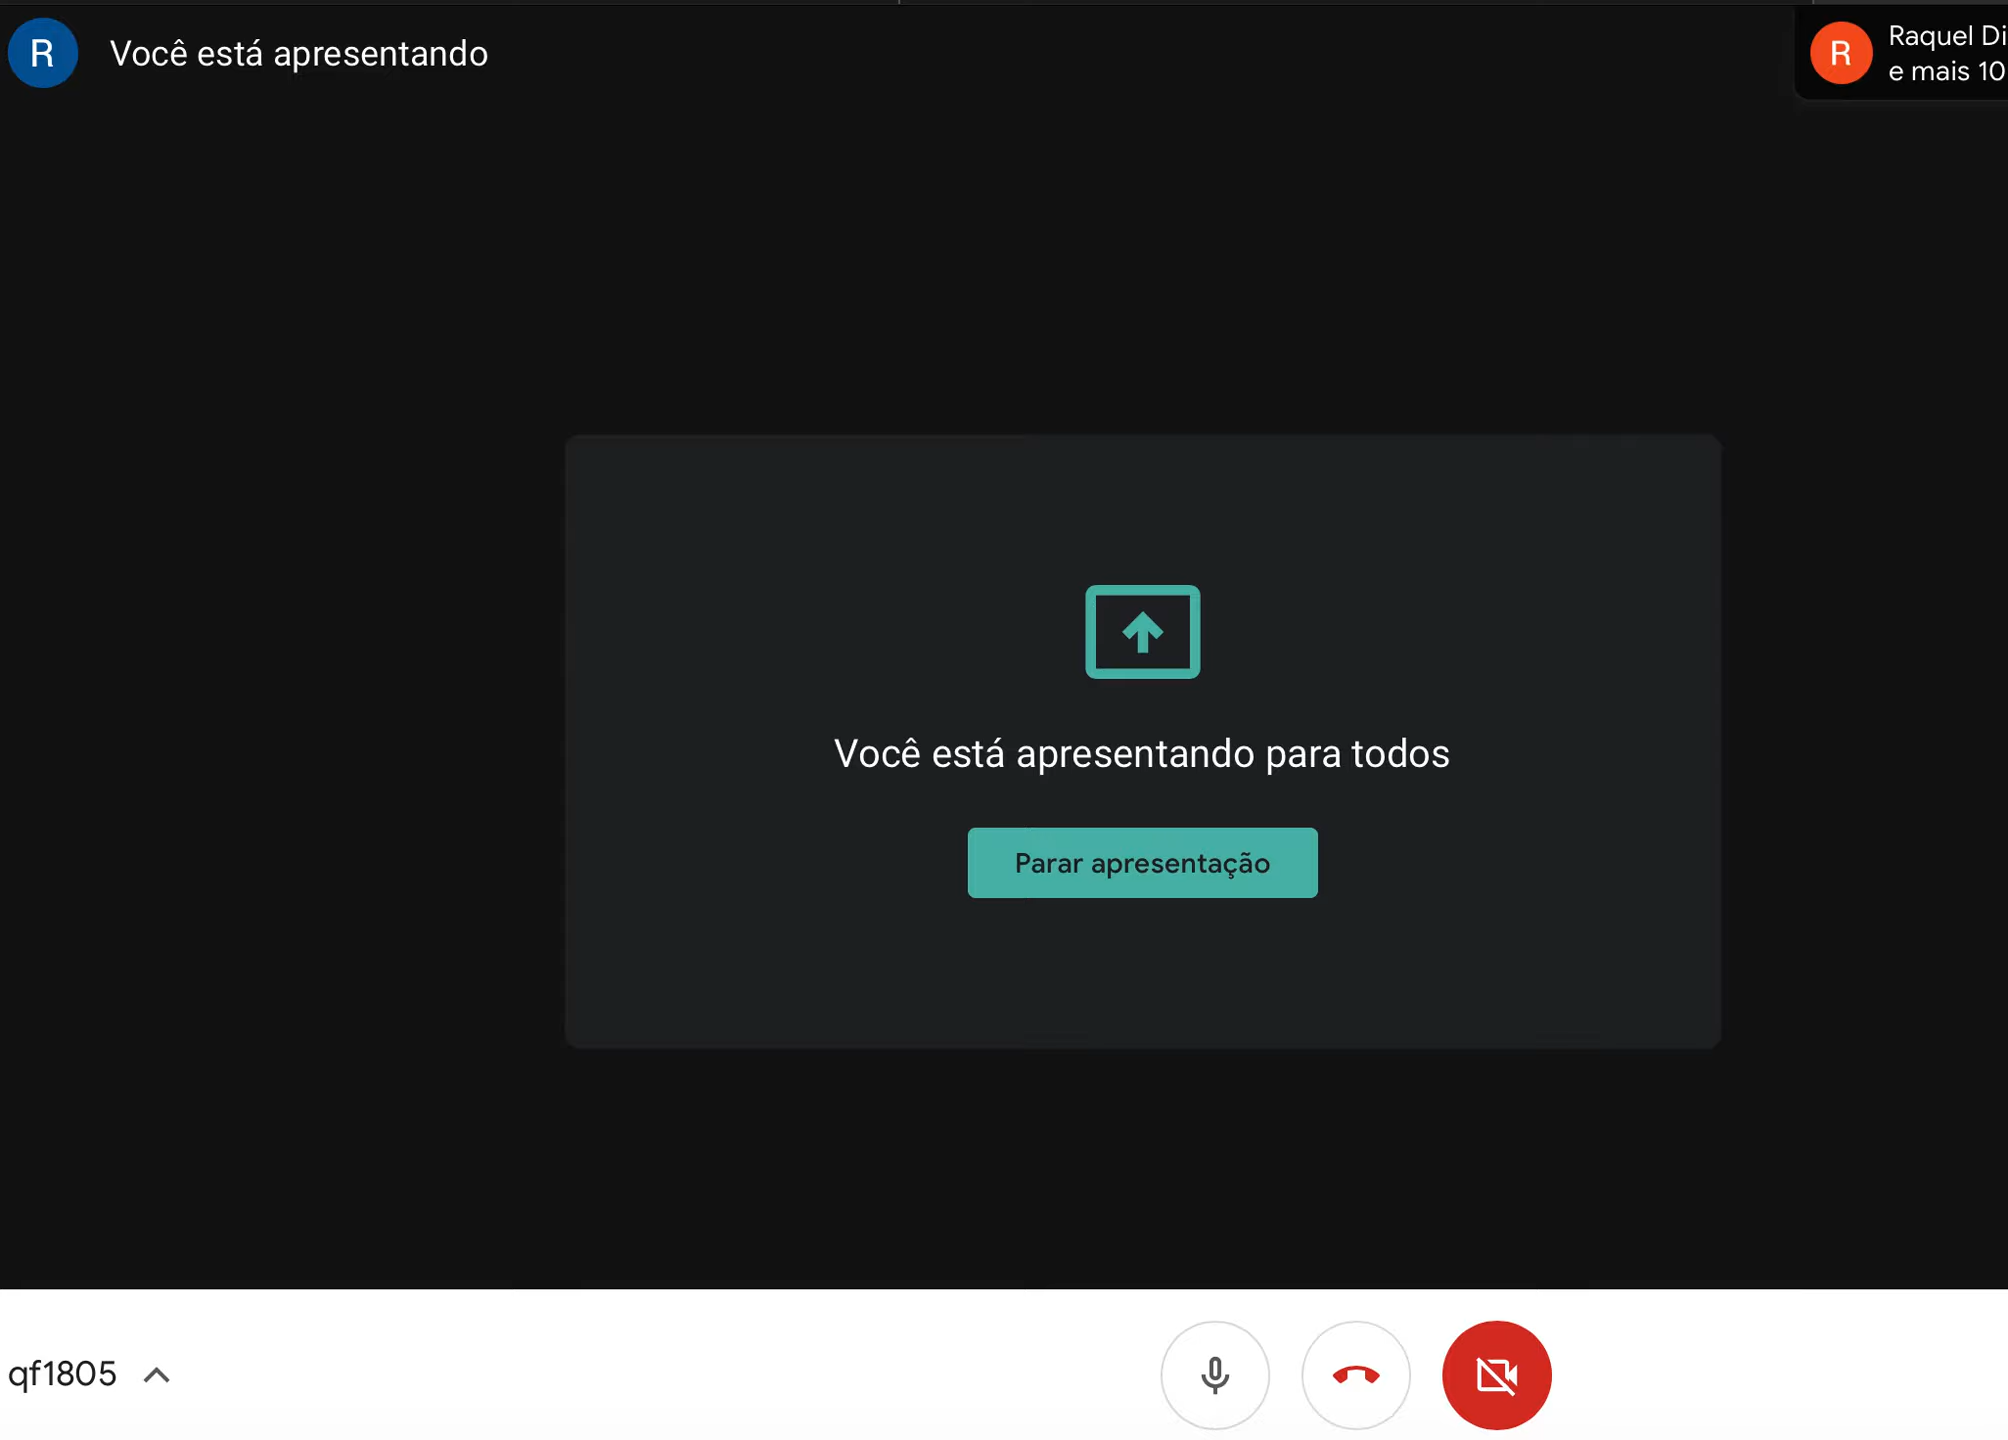 R
Você está apresentando
R
Raquel Di
e mais 10
Você está apresentando para todos
Parar apresentação
qf1805